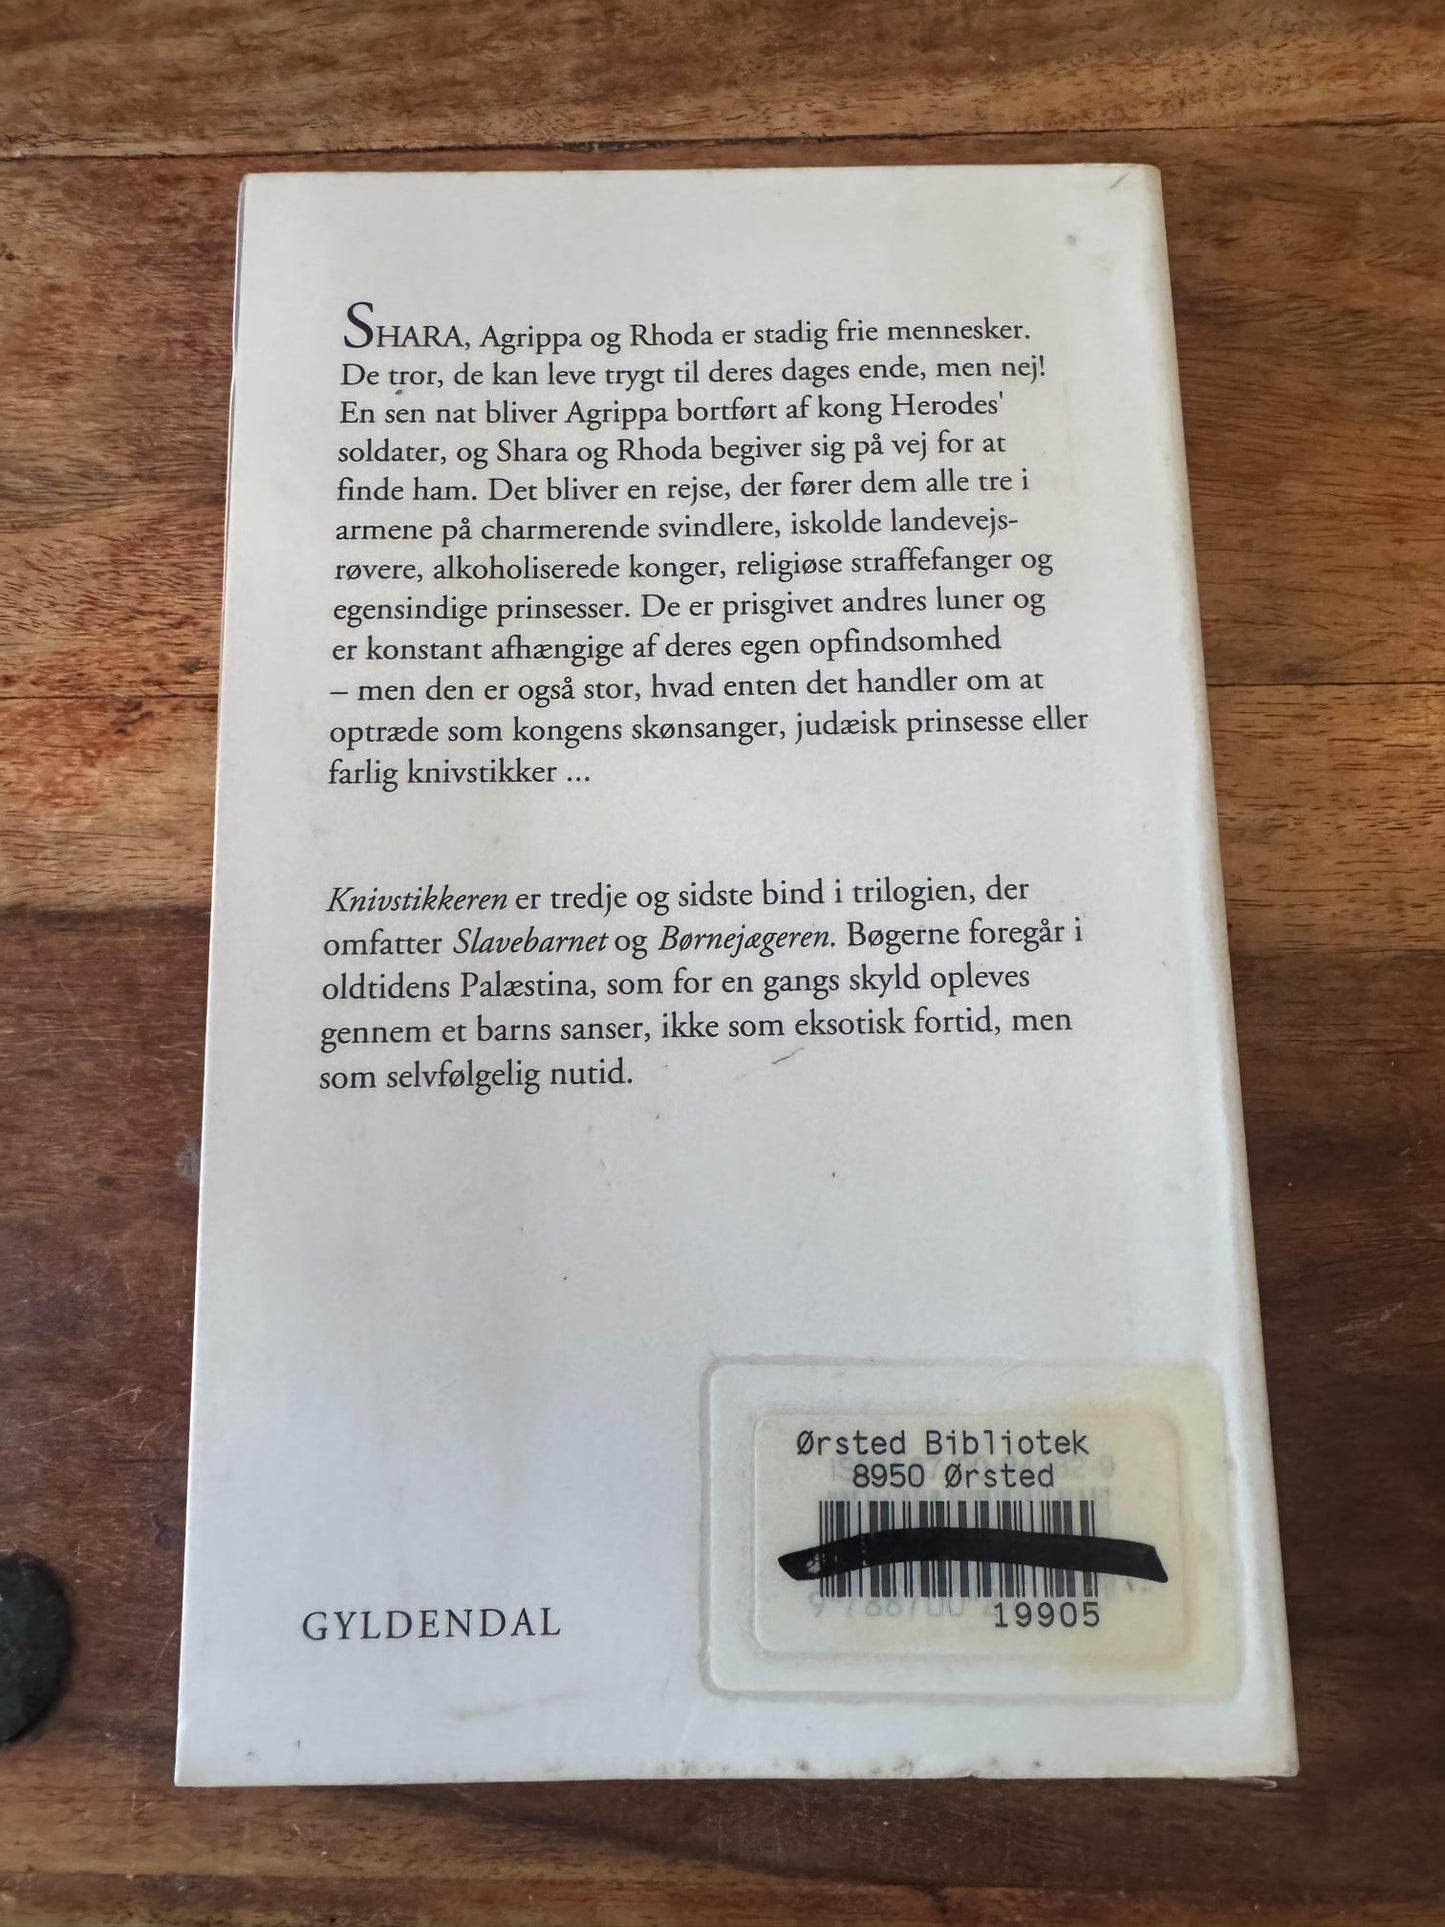 SHARA, Agrippa og Rhoda er stadig frie mennesker.
De tror, de kan leve trygt til deres dages ende, men nej!
En sen nat bliver Agrippa bortført af kong Herodes'
soldater, og Shara og Rhoda begiver sig på vej for at
finde ham. Det bliver en rejse, der fører dem alle tre i
armene på charmerende svindlere, iskolde landevejs-
røvere, alkoholiserede konger, religiøse straffefanger og
egensindige prinsesser. De er prisgivet andres luner og
er konstant afhængige af deres egen opfindsomhed
– men den er også stor, hvad enten det handler om at
optræde som kongens skønsanger, judæisk prinsesse eller
farlig knivstikker ...
Knivstikkeren er tredje og sidste bind i trilogien, der
omfatter Slavebarnet og Børnejægeren. Bøgerne foregår i
oldtidens Palæstina, som for en gangs skyld opleves
gennem et barns sanser, ikke som eksotisk fortid, men
som selvfølgelig nutid.
Ørsted Bibliotek
8950 Ørsted
19905
GYLDENDAL